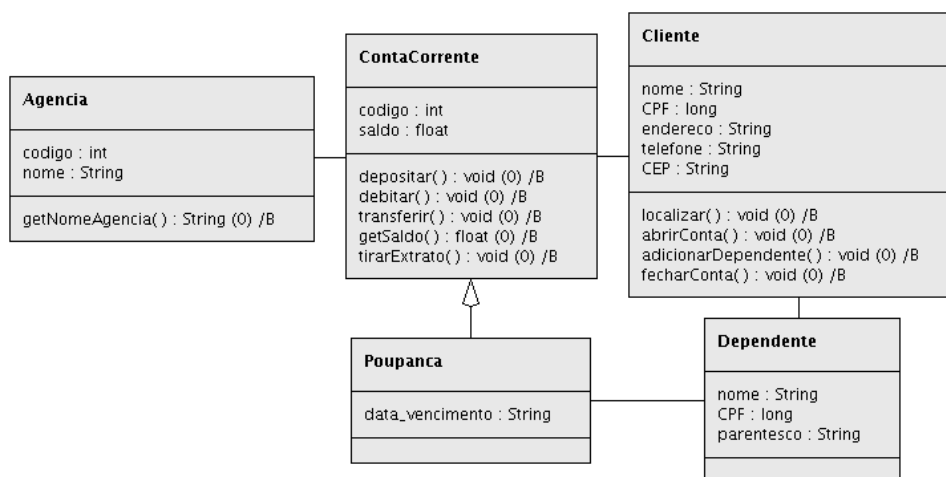 Agencia
codigo : int
nome : String
getNomeAgencia() : String (0) /B
ContaCorrente
codigo : int
saldo : float
depositar() : void (0) /B
debitar() : void (0) /B
transferir() : void (0) /B
getSaldo() : float (0) /B
tirarExtrato() : void (0) /B
Cliente
nome : String
CPF : long
endereco : String
telefone : String
CEP : String
localizar() : void (0) /B
abrirConta() : void (0) /B
adicionarDependente() : void (0) /B
fecharConta() : void (0) /B
Poupanca
data_vencimento : String
Dependente
nome : String
CPF : long
parentesco : String